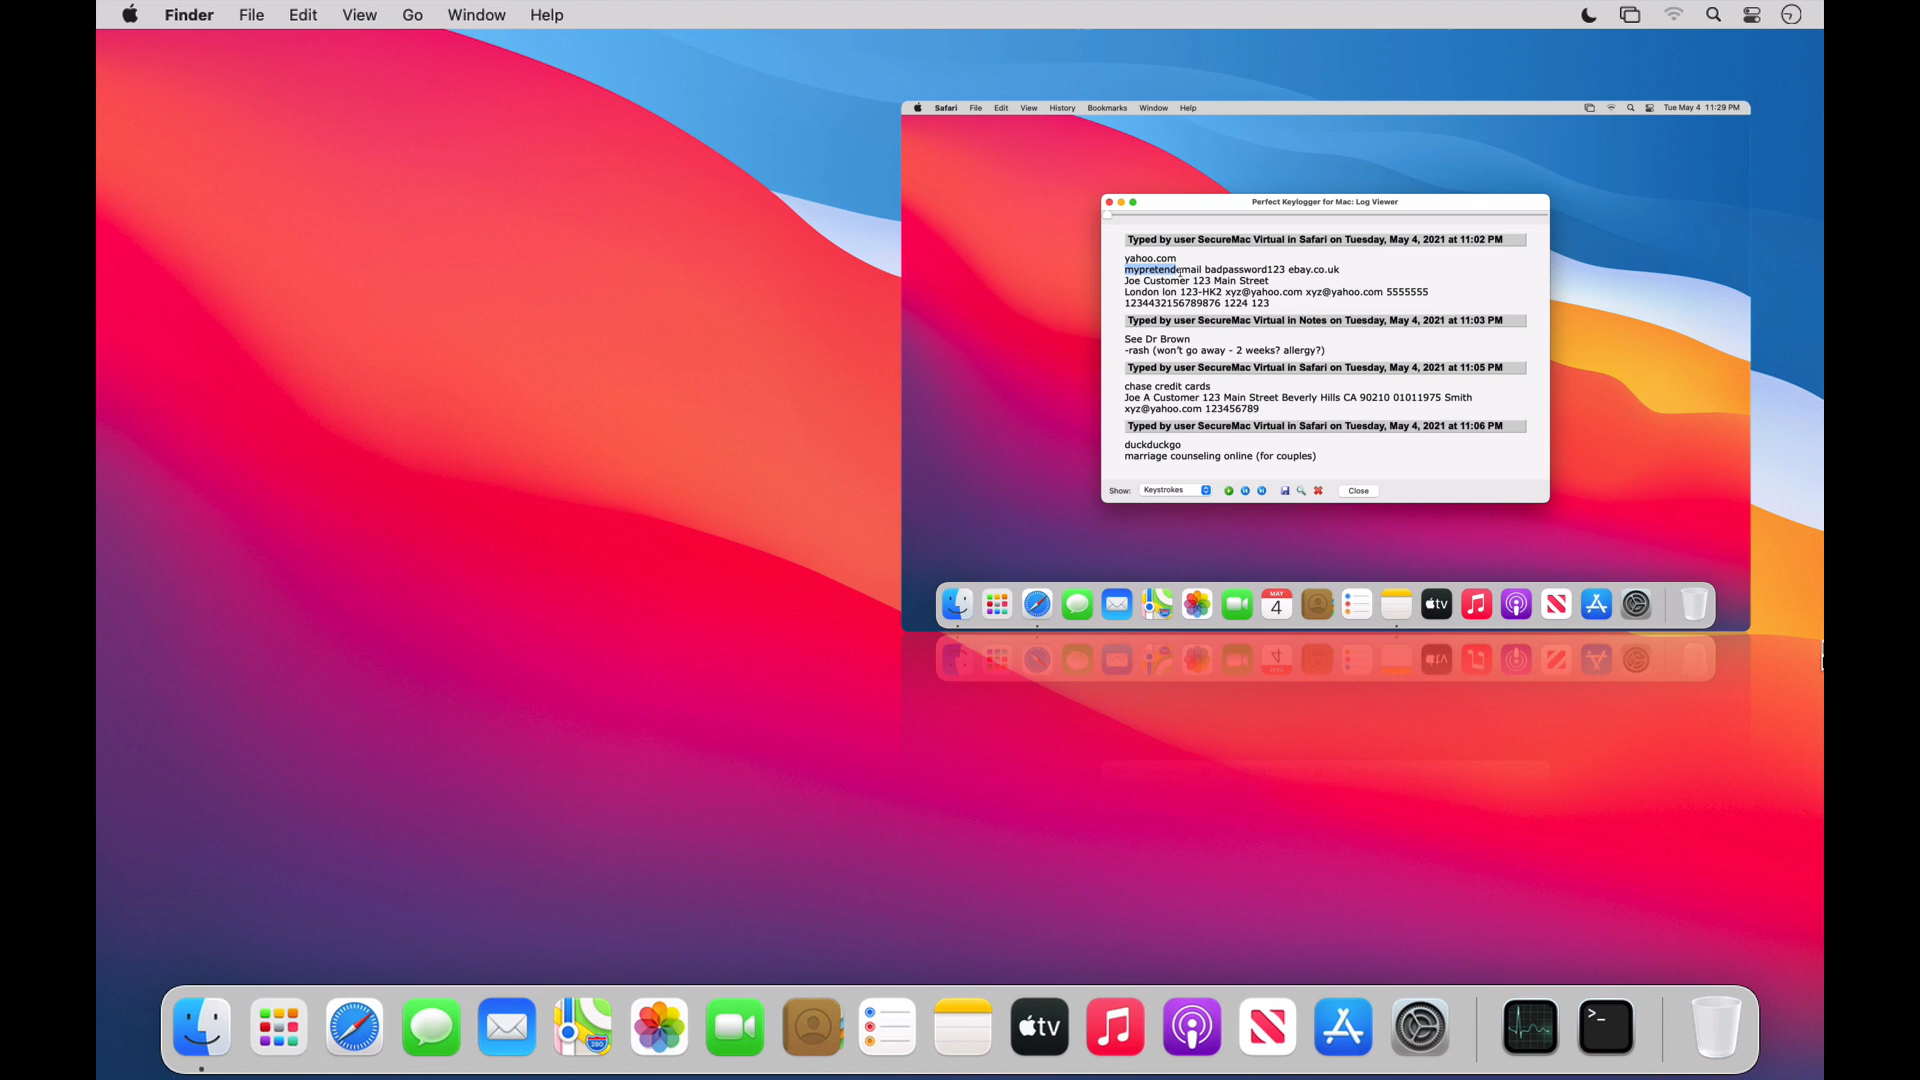 Finder File Edit View Go Window Help
Safari File Edit View History Bookmarks Window Help Tue May 4 11:29 PM
Perfect Keylogger for Mac: Log Viewer
Typed by user SecureMac Virtual in Safari on Tuesday, May 4, 2021 at 11:02 PM
yahoo.com
mypretendemail badpassword123 ebay.co.uk
Joe Customer 123 Main Street
London lon 123-HK2 xyz@yahoo.com xyz@yahoo.com 5555555
1234432156789876 1224 123
Typed by user SecureMac Virtual in Notes on Tuesday, May 4, 2021 at 11:03 PM
See Dr Brown
-rash (won't go away - 2 weeks? allergy?)
Typed by user SecureMac Virtual in Safari on Tuesday, May 4, 2021 at 11:05 PM
chase credit cards
Joe A Customer 123 Main Street Beverly Hills CA 90210 01011975 Smith
xyz@yahoo.com 123456789
Typed by user SecureMac Virtual in Safari on Tuesday, May 4, 2021 at 11:06 PM
duckduckgo
marriage counseling online (for couples)
Show: Keystrokes Close
MAY
4
tv
280
tv
>_